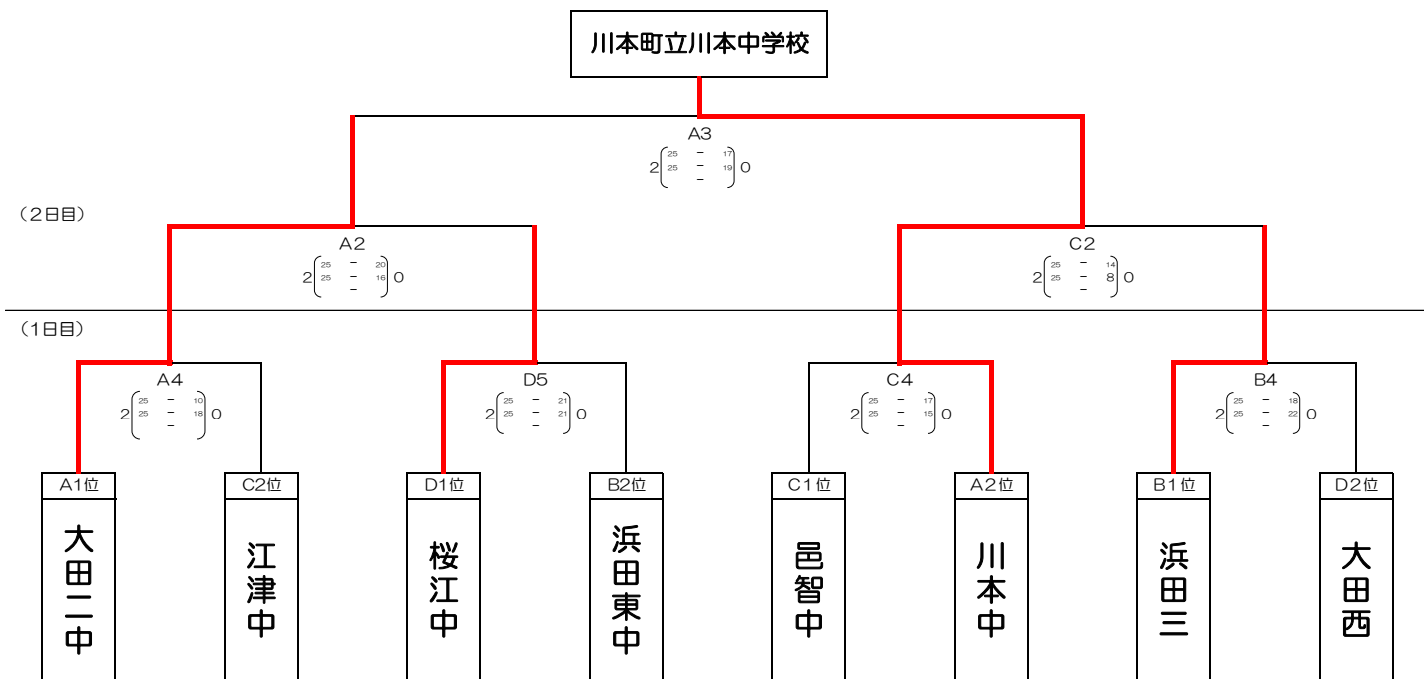 川本町立川本中学校
A3
2 25 － 17 0
25 － 19
－
（2日目）
A2
2 25 － 20 0
25 － 16
－
C2
2 25 － 14 0
25 － 8
－
（1日目）
A4
2 25 － 10 0
25 － 18
－
D5
2 25 － 21 0
25 － 21
－
C4
2 25 － 17 0
25 － 15
－
B4
2 25 － 18 0
25 － 22
－
A1位
大田二中
C2位
江津中
D1位
桜江中
B2位
浜田東中
C1位
邑智中
A2位
川本中
B1位
浜田三
D2位
大田西